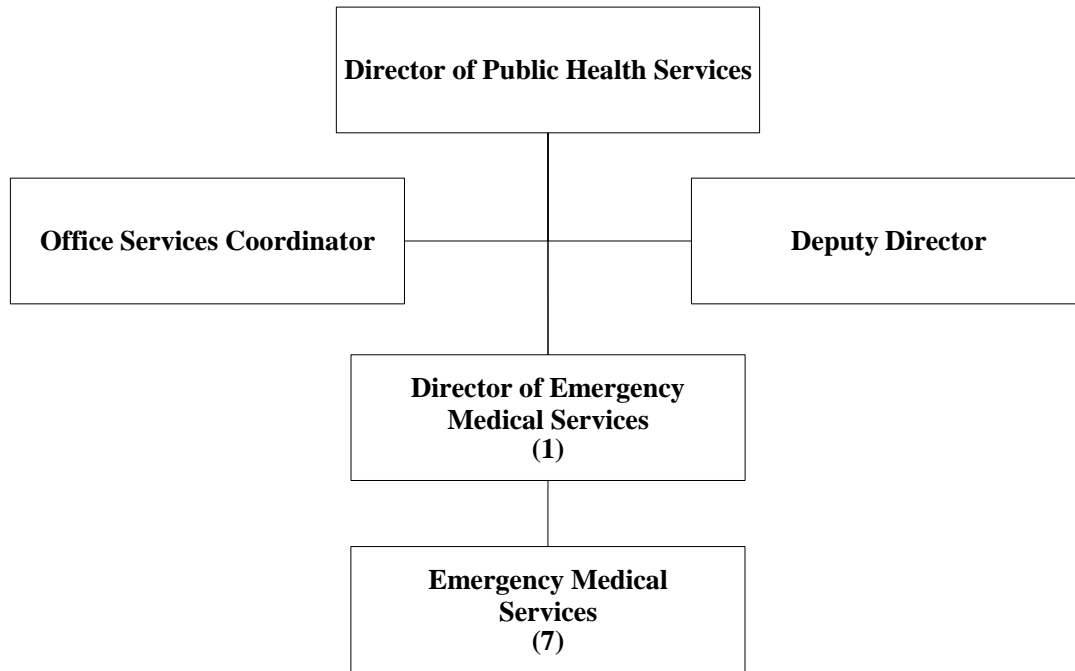 Director of Public Health Services
Office Services Coordinator
Deputy Director
Director of Emergency
Medical Services
(1)
Emergency Medical
Services
(7)